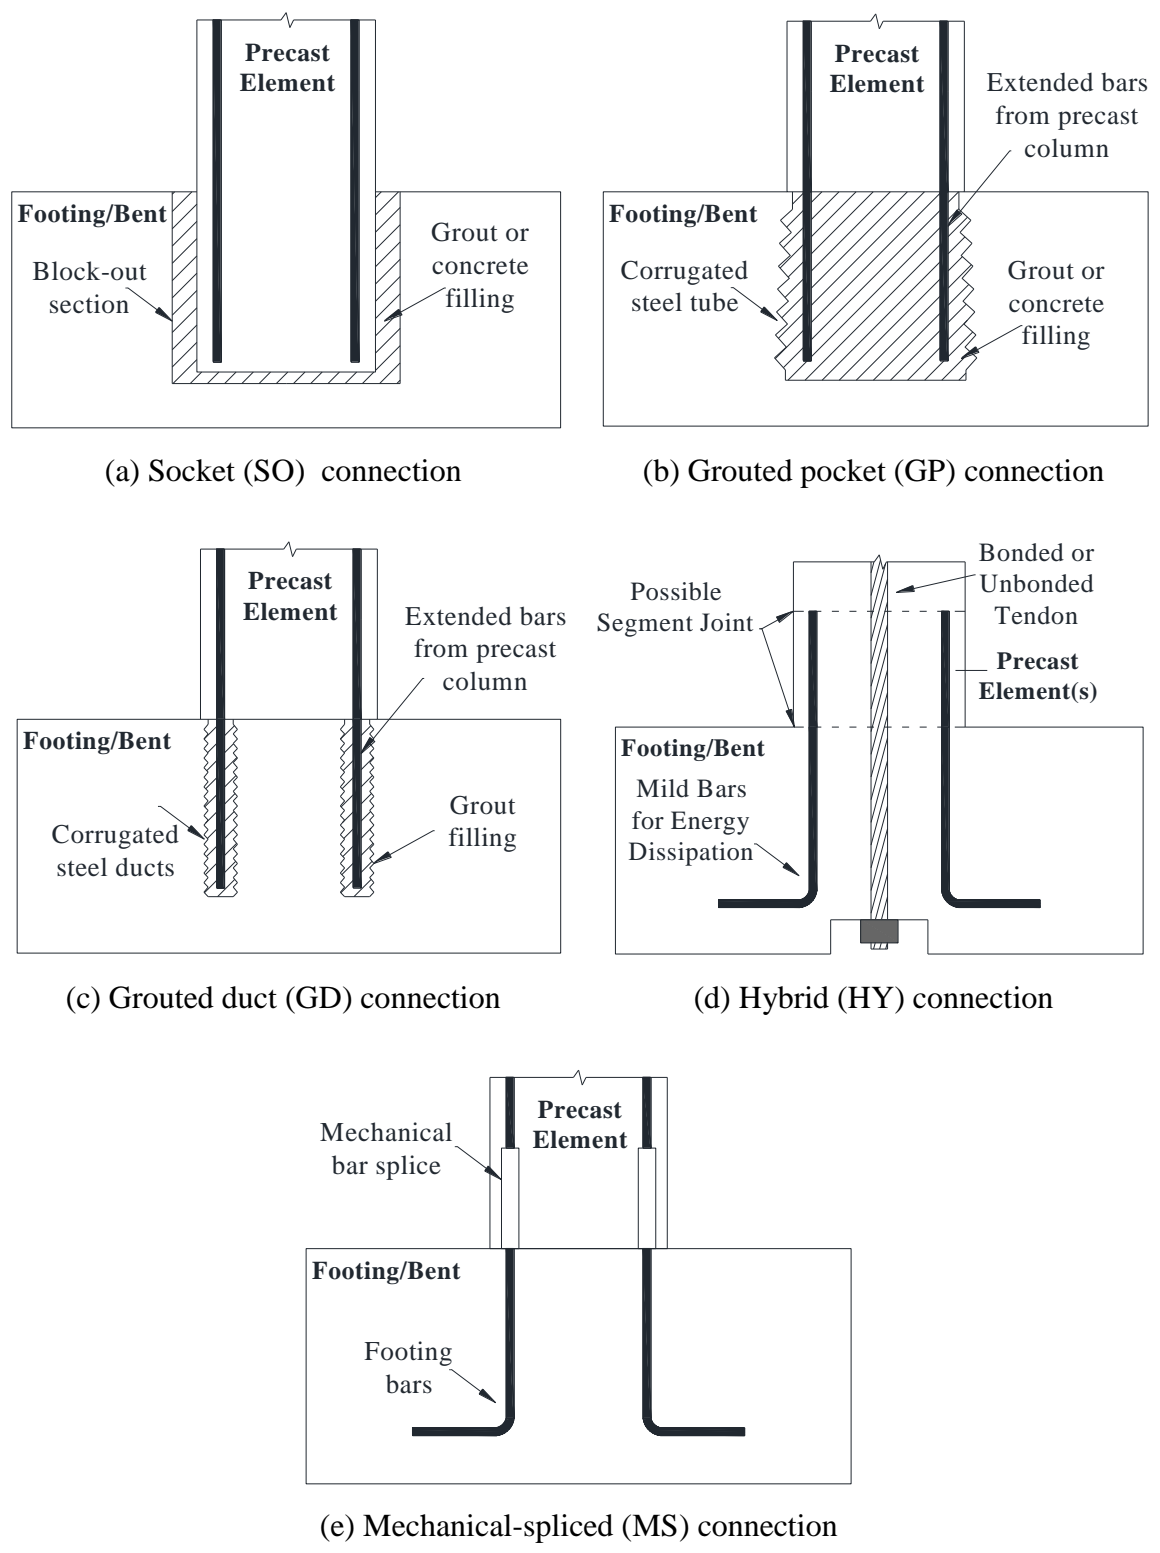 Precast
Element
Footing/Bent
Block-out
section
Grout or
concrete
filling
(a) Socket (SO) connection
Precast
Element
Extended bars
from precast
column
Footing/Bent
Corrugated
steel tube
Grout or
concrete
filling
(b) Grouted pocket (GP) connection
Precast
Element
Extended bars
from precast
column
Footing/Bent
Corrugated
steel ducts
Grout
filling
(c) Grouted duct (GD) connection
Bonded or
Unbonded
Tendon
Possible
Segment Joint
Precast
Element(s)
Footing/Bent
Mild Bars
for Energy
Dissipation
(d) Hybrid (HY) connection
Precast
Element
Mechanical
bar splice
Footing/Bent
Footing
bars
(e) Mechanical-spliced (MS) connection